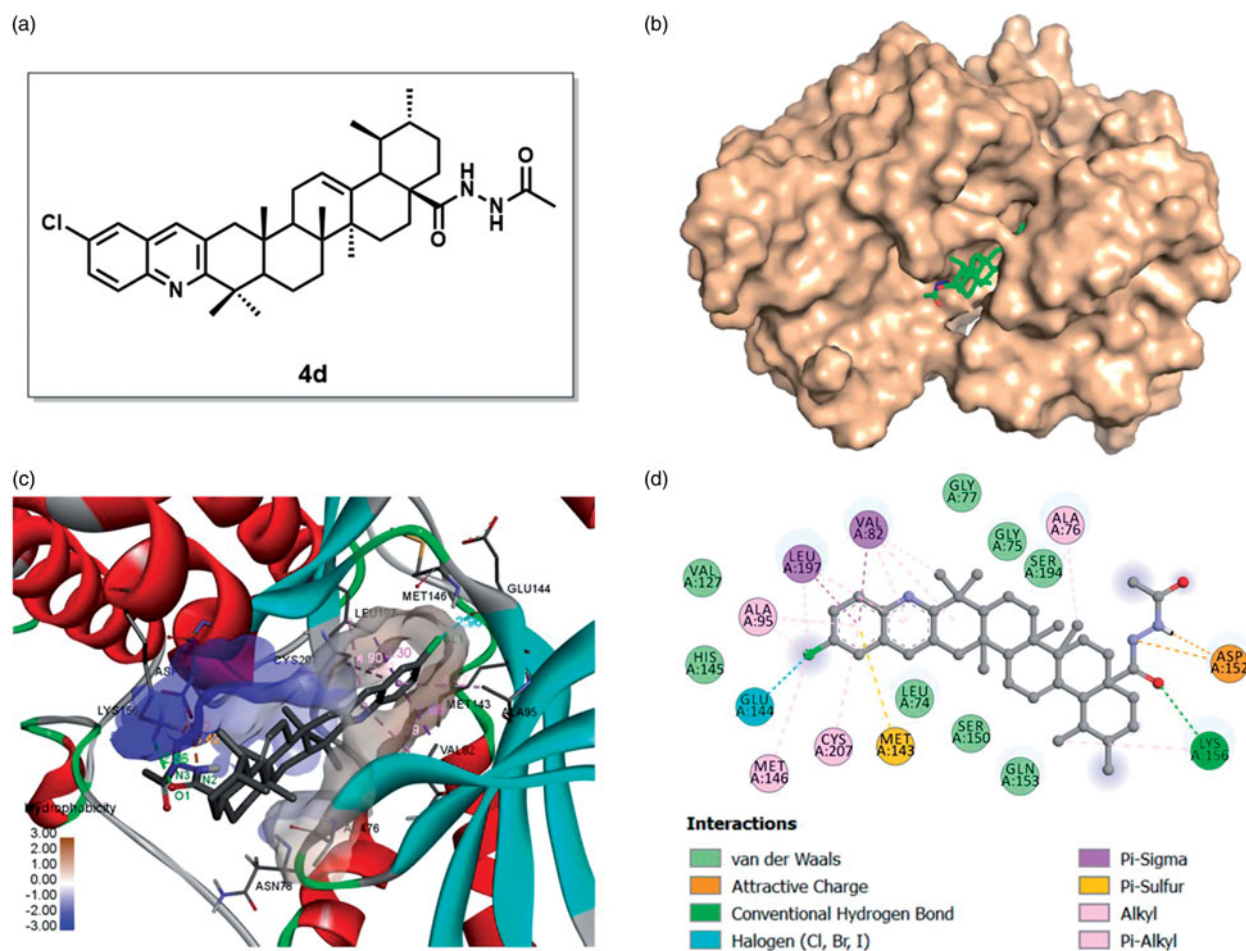 (a)
H
N
N
H
O
O
Cl
N
4d
(b)
(c)
GLU144
MET146
CYS20
LYS156
MET143
ALA95
VAL82
N3
N2
O1
Hydrophobicity
3.00
2.00
1.00
0.00
-1.00
-2.00
-3.00
ASN78
(d)
GLY
A:77
VAL
A:82
ALA
A:76
GLY
A:75
LEU
A:197
SER
A:194
VAL
A:127
ALA
A:95
HIS
A:145
ASP
A:152
GLU
A:144
LEU
A:74
SER
A:150
CYS
A:207
MET
A:143
LYS
A:156
MET
A:146
GLN
A:153
Interactions
van der Waals
Attractive Charge
Conventional Hydrogen Bond
Halogen (Cl, Br, I)
Pi-Sigma
Pi-Sulfur
Alkyl
Pi-Alkyl